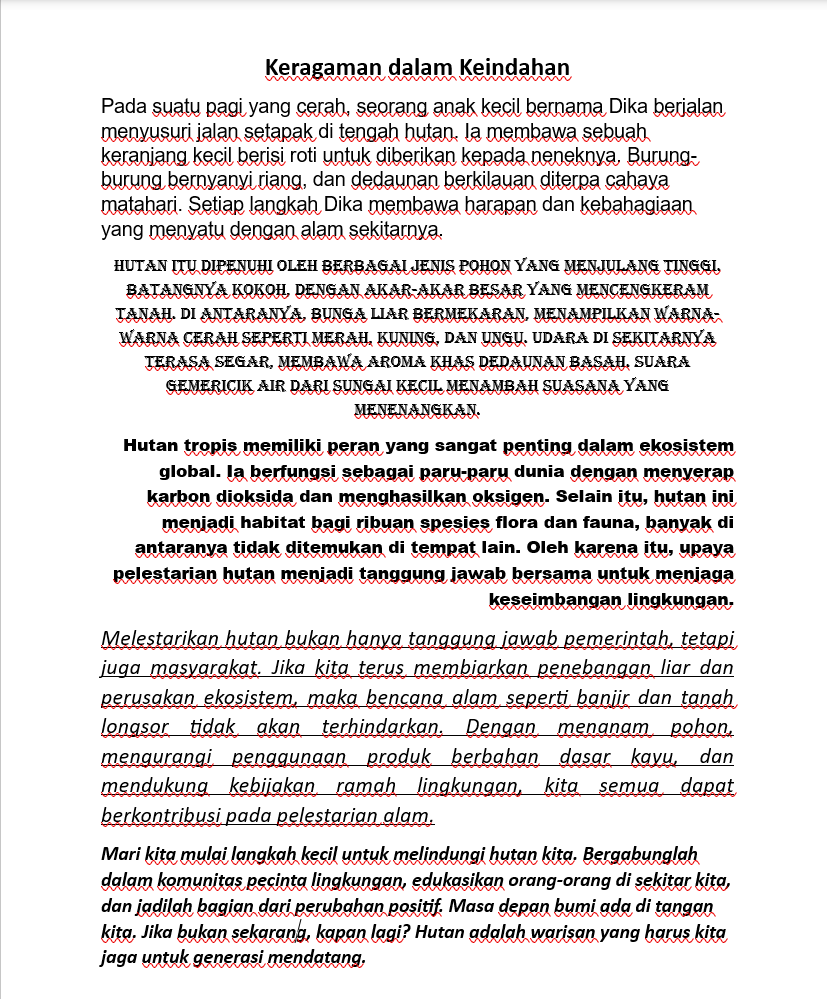 Keragaman dalam Keindahan
Pada suatu pagi yang cerah, seorang anak kecil bernama Dika berjalan
menyusuri jalan setapak di tengah hutan. Ia membawa sebuah
keranjang kecil berisi roti untuk diberikan kepada neneknya. Burung-
burung bernyanyi riang, dan dedaunan berkilauan diterpa cahaya
matahari. Setiap langkah Dika membawa harapan dan kebahagiaan
yang menyatu dengan alam sekitarnya.
HUTAN ITU DIPENUHI OLEH BERBAGAI JENIS POHON YANG MENJULANG TINGGI.
BATANGNYA KOKOH, DENGAN AKAR-AKAR BESAR YANG MENCENGKERAM
TANAH. DI ANTARANYA, BUNGA LIAR BERMEKARAN, MENAMPILKAN WARNA-
WARNA CERAH SEPERTI MERAH, KUNING, DAN UNGU. UDARA DI SEKITARNYA
TERASA SEGAR, MEMBAWA AROMA KHAS DEDAUNAN BASAH. SUARA
GEMERICIK AIR DARI SUNGAI KECIL MENAMBAH SUASANA YANG
MENENANGKAN.
Hutan tropis memiliki peran yang sangat penting dalam ekosistem
global. Ia berfungsi sebagai paru-paru dunia dengan menyerap
karbon dioksida dan menghasilkan oksigen. Selain itu, hutan ini
menjadi habitat bagi ribuan spesies flora dan fauna, banyak di
antaranya tidak ditemukan di tempat lain. Oleh karena itu, upaya
pelestarian hutan menjadi tanggung jawab bersama untuk menjaga
keseimbangan lingkungan.
Melestarikan hutan bukan hanya tanggung jawab pemerintah, tetapi
juga masyarakat. Jika kita terus membiarkan penebangan liar dan
perusakan ekosistem, maka bencana alam seperti banjir dan tanah
longsor tidak akan terhindarkan. Dengan menanam pohon,
mengurangi penggunaan produk berbahan dasar kayu, dan
mendukung kebijakan ramah lingkungan, kita semua dapat
berkontribusi pada pelestarian alam.
Mari kita mulai langkah kecil untuk melindungi hutan kita. Bergabunglah
dalam komunitas pecinta lingkungan, edukasikan orang-orang di sekitar kita,
dan jadilah bagian dari perubahan positif. Masa depan bumi ada di tangan
kita. Jika bukan sekarang, kapan lagi? Hutan adalah warisan yang harus kita
jaga untuk generasi mendatang.